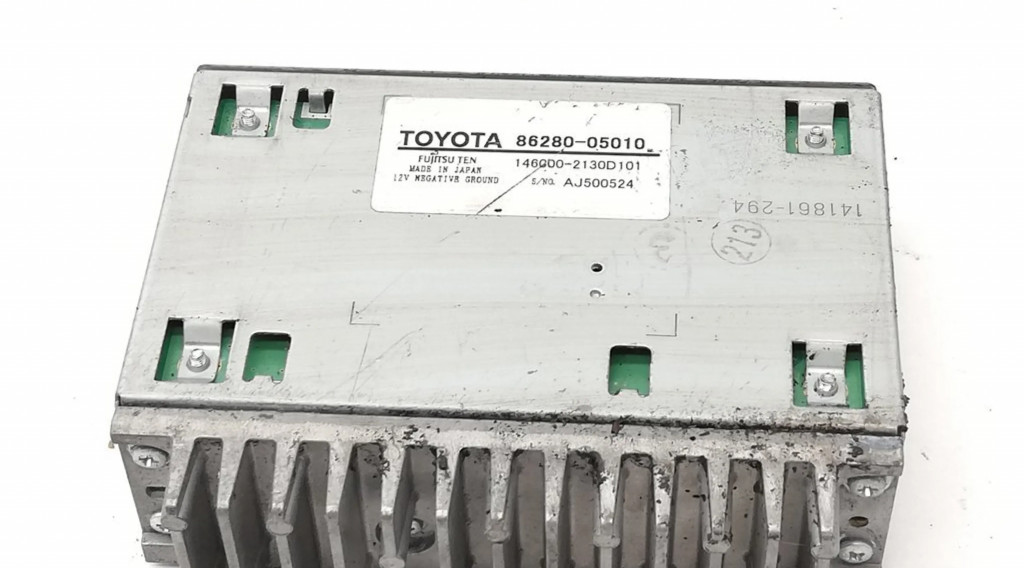 TOYOTA 86280-05010
FUJITSU TEN 146000-2130D101
MADE IN JAPAN
12V NEGATIVE GROUND S/NO. AJ500524
141861-294
213